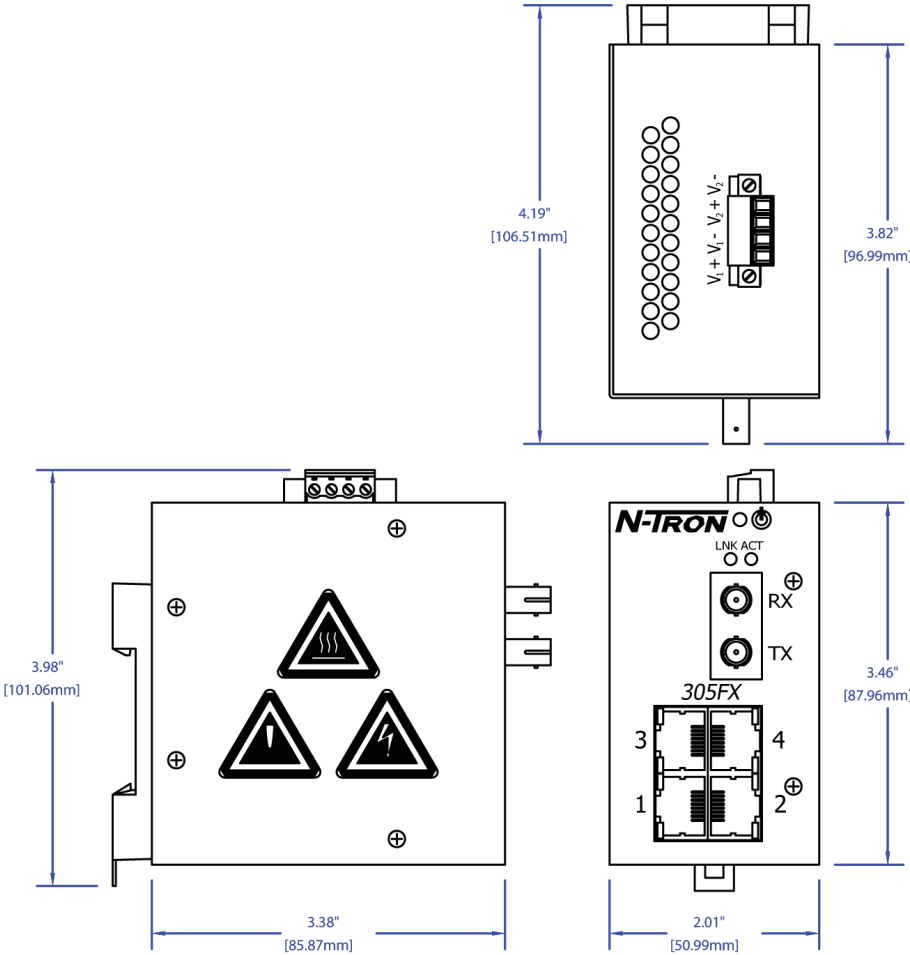 4.19"
[106.51mm]
V₁ + V₁ - V₂ + V₂ -
3.82"
[96.99mm]
3.98"
[101.06mm]
3.38"
[85.87mm]
N-TRON
LNK ACT
RX
TX
305FX
3 4
1 2
3.46"
[87.96mm]
2.01"
[50.99mm]